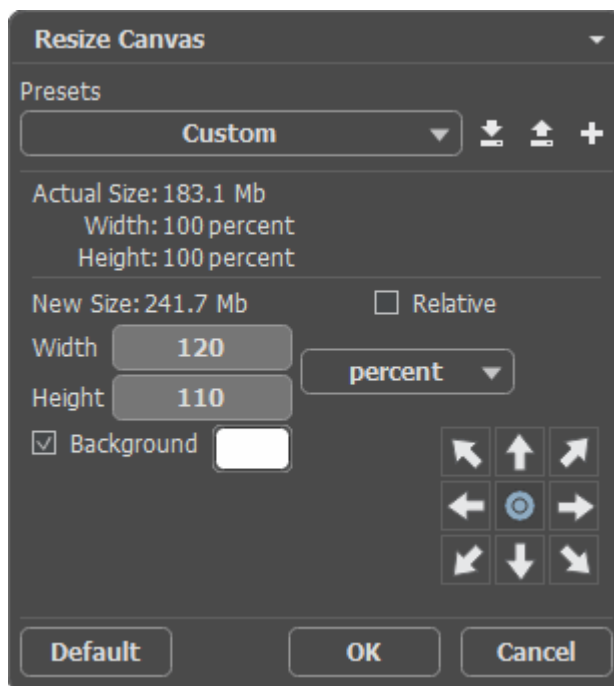 Resize Canvas
Presets
Custom
Actual Size: 183.1 Mb
Width: 100 percent
Height: 100 percent
New Size: 241.7 Mb
Relative
Width 120
percent
Height 110
Background
Default OK Cancel